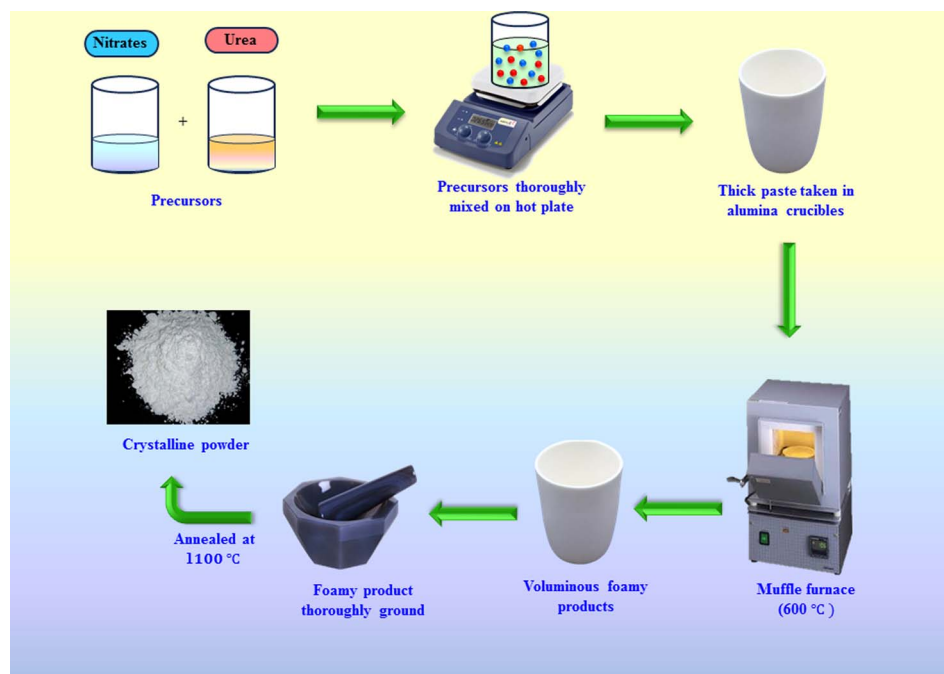 Nitrates
Urea
+
Precursors
Precursors thoroughly
mixed on hot plate
Thick paste taken in
alumina crucibles
Muffle furnace
(600 °C)
Voluminous foamy
products
Foamy product
thoroughly ground
Annealed at
1100 °C
Crystalline powder